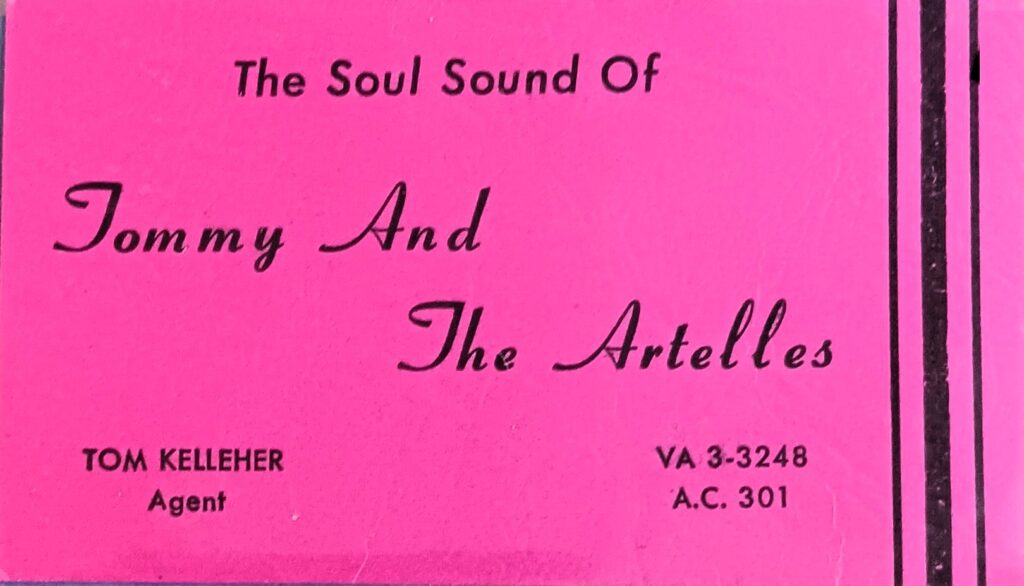 The Soul Sound Of
Tommy And
The Artelles
TOM KELLEHER
Agent
VA 3-3248
A.C. 301